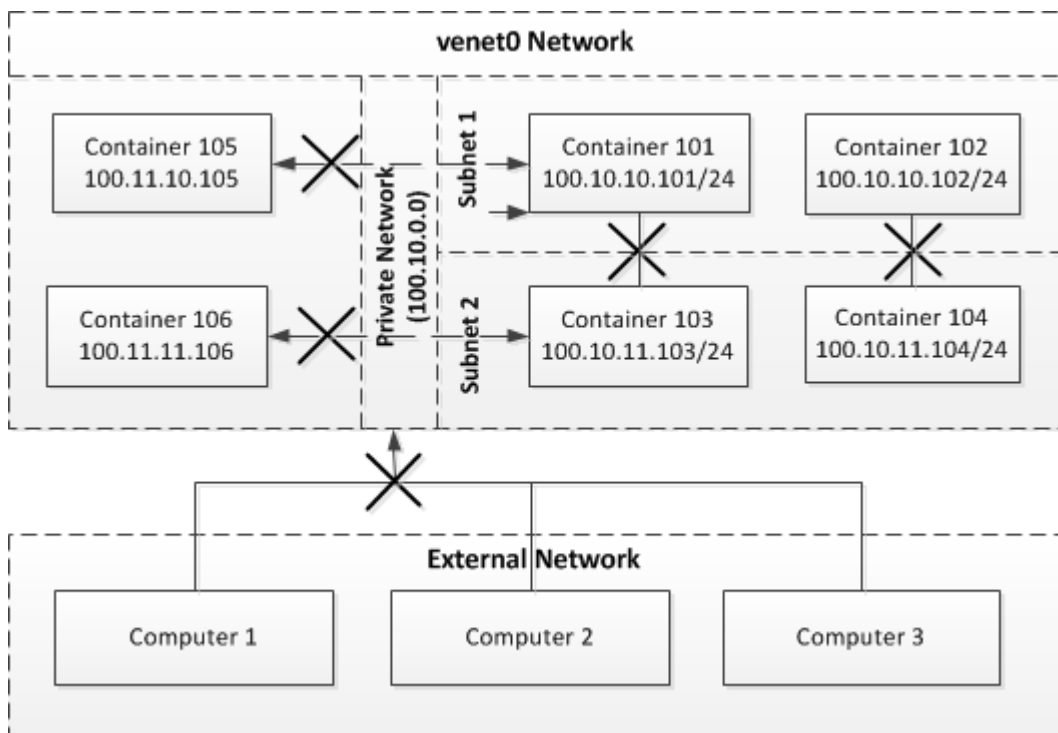 venet0 Network
Container 105
100.11.10.105
Container 106
100.11.11.106
Private Network
(100.10.0.0)
Subnet 1
Container 101
100.10.10.101/24
Container 102
100.10.10.102/24
Subnet 2
Container 103
100.10.11.103/24
Container 104
100.10.11.104/24
External Network
Computer 1
Computer 2
Computer 3